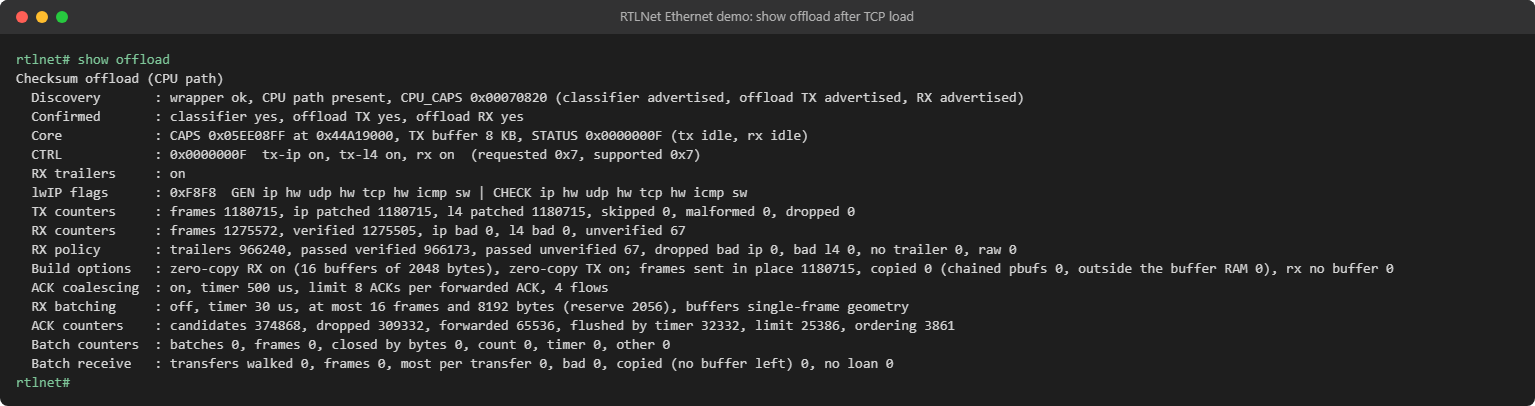 RTLNet Ethernet demo: show offload after TCP load
rtlnet# show offload
Checksum offload (CPU path)
Discovery : wrapper ok, CPU path present, CPU_CAPS 0x00070820 (classifier advertised, offload TX advertised, RX advertised)
Confirmed : classifier yes, offload TX yes, offload RX yes
Core : CAPS 0x05EE08FF at 0x44A19000, TX buffer 8 KB, STATUS 0x0000000F (tx idle, rx idle)
CTRL : 0x0000000F tx-ip on, tx-l4 on, rx on (requested 0x7, supported 0x7)
RX trailers : on
lwIP flags : 0xF8F8 GEN ip hw udp hw tcp hw icmp sw | CHECK ip hw udp hw tcp hw icmp sw
TX counters : frames 1180715, ip patched 1180715, l4 patched 1180715, skipped 0, malformed 0, dropped 0
RX counters : frames 1275572, verified 1275505, ip bad 0, l4 bad 0, unverified 67
RX policy : trailers 966240, passed verified 966173, passed unverified 67, dropped bad ip 0, bad l4 0, no trailer 0, raw 0
Build options : zero-copy RX on (16 buffers of 2048 bytes), zero-copy TX on; frames sent in place 1180715, copied 0 (chained pbufs 0, outside the buffer RAM 0), rx no buffer 0
ACK coalescing : on, timer 500 us, limit 8 ACKs per forwarded ACK, 4 flows
RX batching : off, timer 30 us, at most 16 frames and 8192 bytes (reserve 2056), buffers single-frame geometry
ACK counters : candidates 374868, dropped 309332, forwarded 65536, flushed by timer 32332, limit 25386, ordering 3861
Batch counters : batches 0, frames 0, closed by bytes 0, count 0, timer 0, other 0
Batch receive : transfers walked 0, frames 0, most per transfer 0, bad 0, copied (no buffer left) 0, no loan 0
rtlnet#